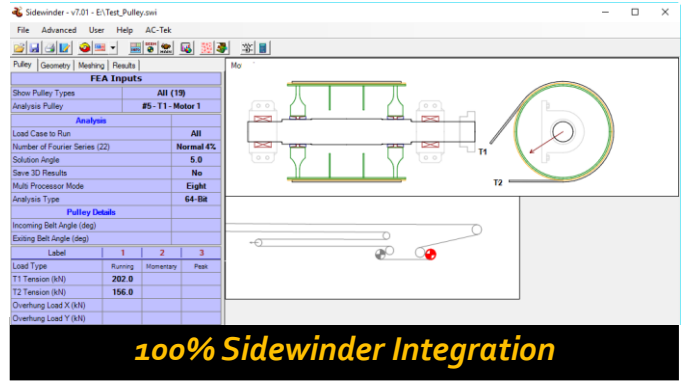 Sidewinder - v7.01 - E:\Test_Pulley.swi
File Advanced User Help AC-Tek
Pulley Geometry Meshing Results
FEA Inputs
Show Pulley Types All (19)
Analysis Pulley #5 - T1 - Motor 1
Analysis
Load Case to Run All
Number of Fourier Series (22) Normal 4%
Solution Angle 5.0
Save 3D Results No
Multi Processor Mode Eight
Analysis Type 64-Bit
Pulley Details
Incoming Belt Angle (deg)
Exiting Belt Angle (deg)
Label 1 2 3
Load Type Running Momentary Peak
T1 Tension (kN) 202.0
T2 Tension (kN) 156.0
Overhung Load X (kN)
Overhung Load Y (kN)
Mo
T1
T2
100% Sidewinder Integration